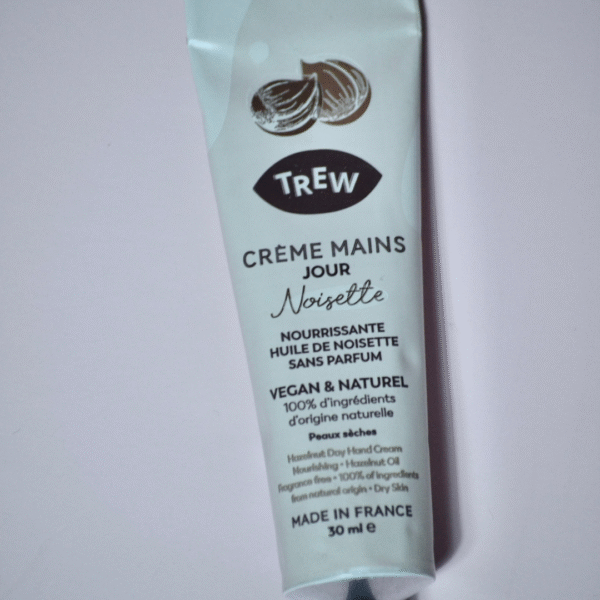 TREW
CRÈME MAINS
JOUR
Noisette
NOURRISSANTE
HUILE DE NOISETTE
SANS PARFUM
VEGAN & NATUREL
100% d'ingrédients
d'origine naturelle
Peaux sèches
Hazelnut Day Hand Cream
Nourishing • Hazelnut Oil
fragrance free • 100% of ingredients
from natural origin • Dry Skin
MADE IN FRANCE
30 ml e